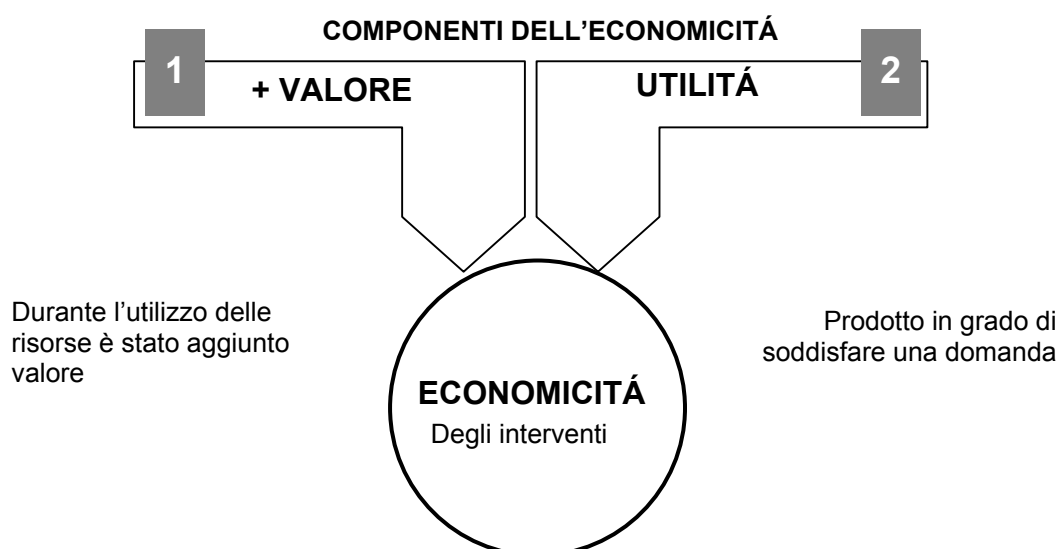 COMPONENTI DELL’ECONOMICITÁ
1
+ VALORE
UTILITÁ
2
Durante l’utilizzo delle
risorse è stato aggiunto
valore
Prodotto in grado di
soddisfare una domanda
ECONOMICITÁ
Degli interventi